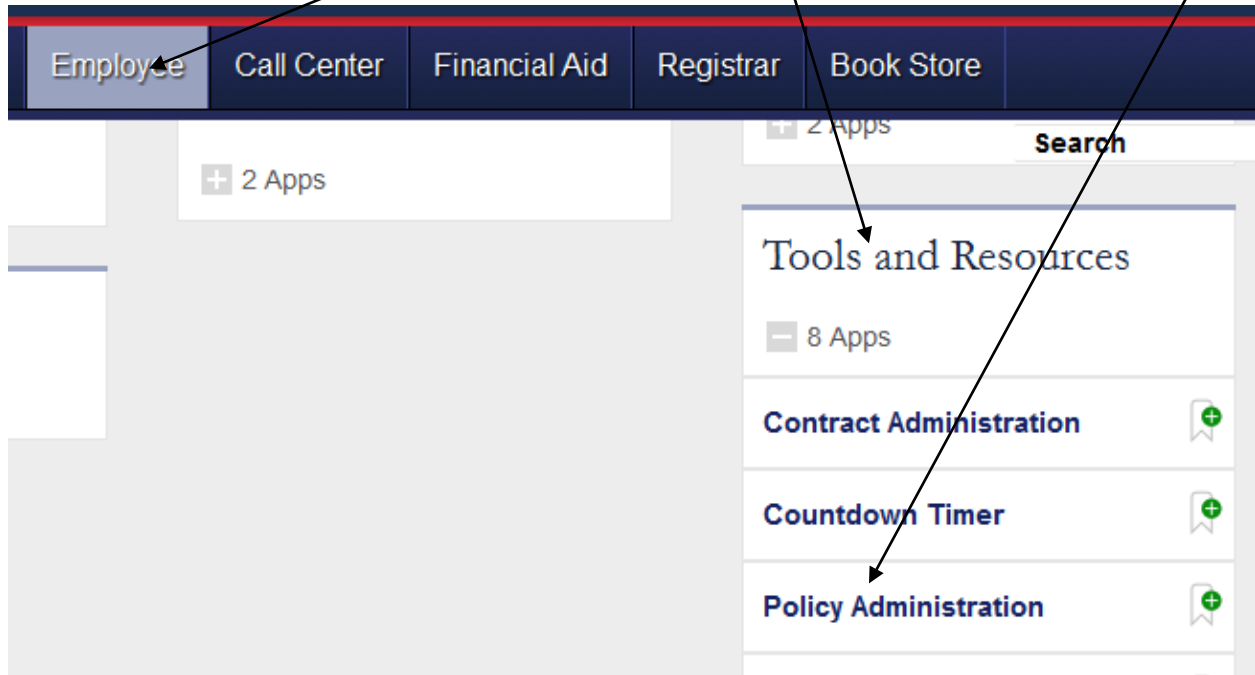 Employee Call Center Financial Aid Registrar Book Store
2 Apps
Search
2 Apps
Tools and Resources
8 Apps
Contract Administration
Countdown Timer
Policy Administration